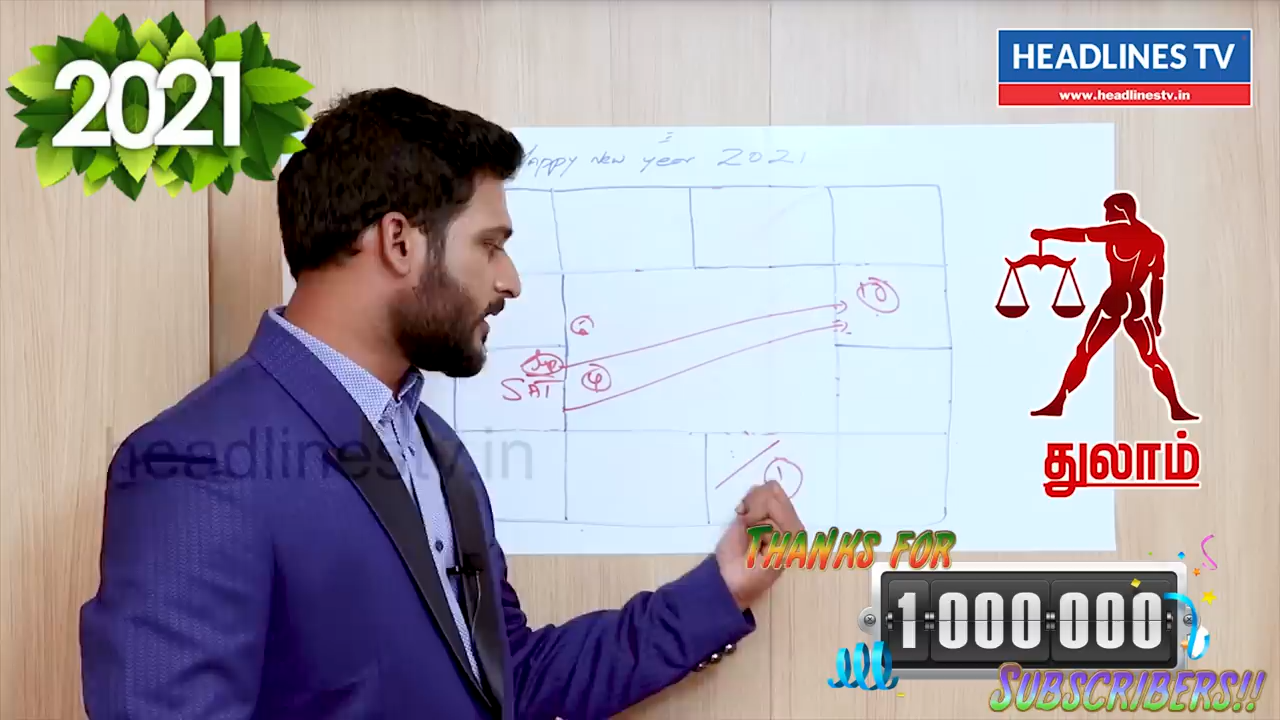 2021
HEADLINES TV
www.headlinestv.in
Happy New year 2021
10
6
4
SAT
1
துலாம்
headlinestv.in
THANKS FOR
1000000
SUBSCRIBERS!!